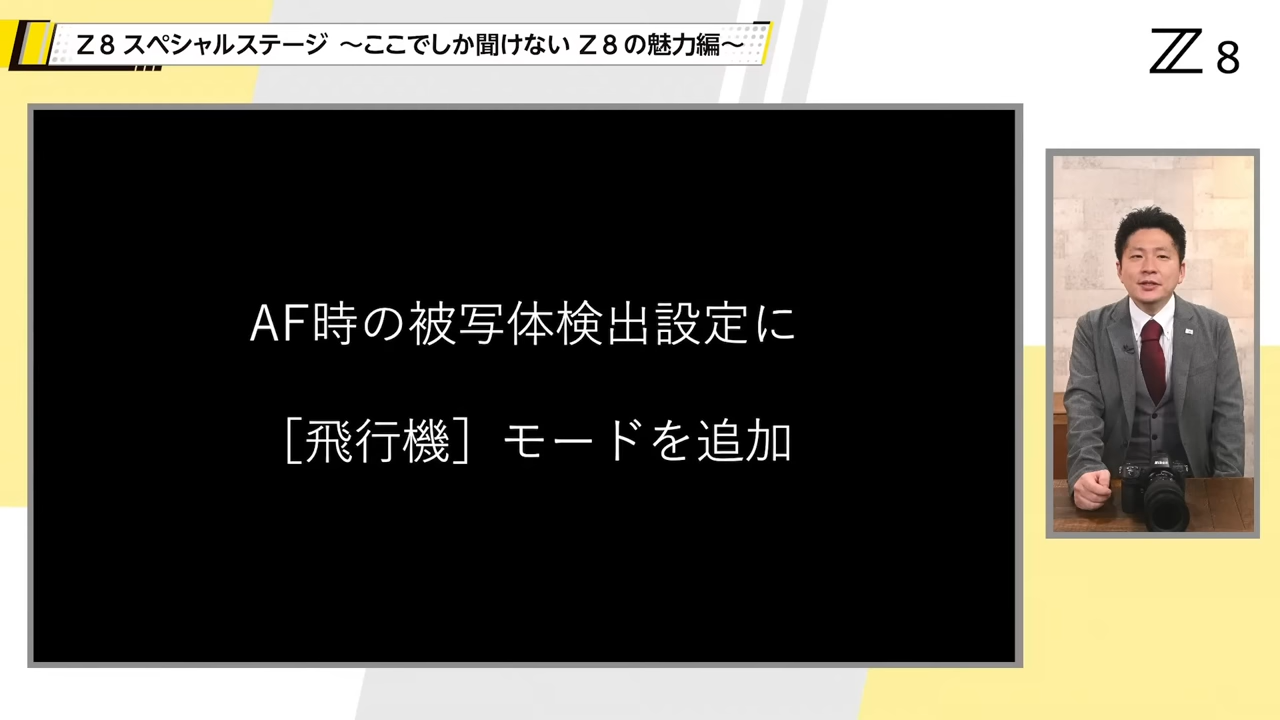 Z8 スペシャルステージ ～ここでしか聞けない Z8の魅力編～
Z 8
AF時の被写体検出設定に
［飛行機］モードを追加
Nikon